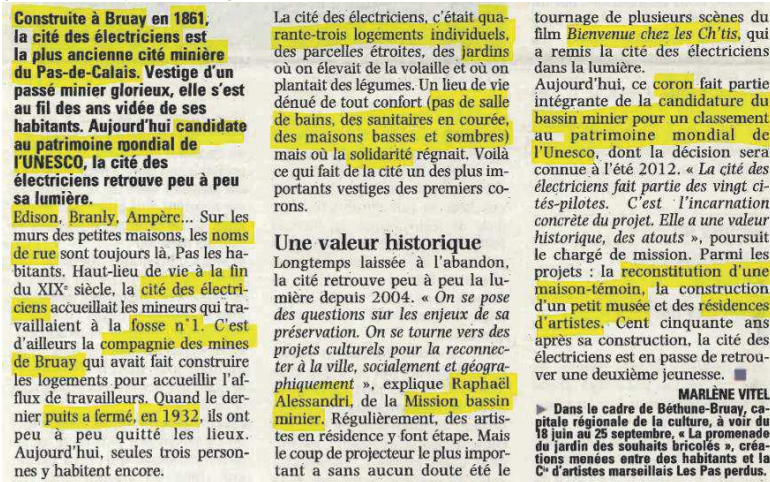 Construite à Bruay en 1861,
la cité des électriciens est
la plus ancienne cité minière
du Pas-de-Calais. Vestige d'un
passé minier glorieux, elle s'est
au fil des ans vidée de ses
habitants. Aujourd'hui candidate
au patrimoine mondial de
l'UNESCO, la cité des
électriciens retrouve peu à peu
sa lumière.
Edison, Branly, Ampère... Sur les
murs des petites maisons, les noms
de rue sont toujours là. Pas les ha-
bitants. Haut-lieu de vie à la fin
du XIXe siècle, la cité des électri-
ciens accueillait les mineurs qui tra-
vaillaient à la fosse n°1. C'est
d'ailleurs la compagnie des mines
de Bruay qui avait fait construire
les logements pour accueillir l'af-
flux de travailleurs. Quand le der-
nier puits a fermé, en 1932, ils ont
peu à peu quitté les lieux.
Aujourd'hui, seules trois person-
nes y habitent encore.
La cité des électriciens, c'était qua-
rante-trois logements individuels,
des parcelles étroites, des jardins
où on élevait de la volaille et où on
plantait des légumes. Un lieu de vie
dénué de tout confort (pas de salle
de bains, des sanitaires en courée,
des maisons basses et sombres)
mais où la solidarité régnait. Voilà
ce qui fait de la cité un des plus im-
portants vestiges des premiers co-
rons.
Une valeur historique
Longtemps laissée à l'abandon,
la cité retrouve peu à peu la lu-
mière depuis 2004. « On se pose
des questions sur les enjeux de sa
préservation. On se tourne vers des
projets culturels pour la reconnec-
ter à la ville, socialement et géogra-
phiquement », explique Raphaël
Alessandri, de la Mission bassin
minier. Régulièrement, des artis-
tes en résidence y font étape. Mais
le coup de projecteur le plus impor-
tant a sans aucun doute été le
tournage de plusieurs scènes du
film Bienvenue chez les Ch'tis, qui
a remis la cité des électriciens
dans la lumière.
Aujourd'hui, ce coron fait partie
intégrante de la candidature du
bassin minier pour un classement
au patrimoine mondial de
l'Unesco, dont la décision sera
connue à l'été 2012. « La cité des
électriciens fait partie des vingt ci-
tés-pilotes. C'est l'incarnation
concrète du projet. Elle a une valeur
historique, des atouts », poursuit
le chargé de mission. Parmi les
projets : la reconstitution d'une
maison-témoin, la construction
d'un petit musée et des résidences
d'artistes. Cent cinquante ans
après sa construction, la cité des
électriciens est en passe de retrou-
ver une deuxième jeunesse. ■
MARLÈNE VITEL
► Dans le cadre de Béthune-Bruay, ca-
pitale régionale de la culture, à voir du
18 juin au 25 septembre, « La promenade
du jardin des souhaits bricolés », créa-
tions menées entre des habitants et la
Cie d'artistes marseillais Les Pas perdus.